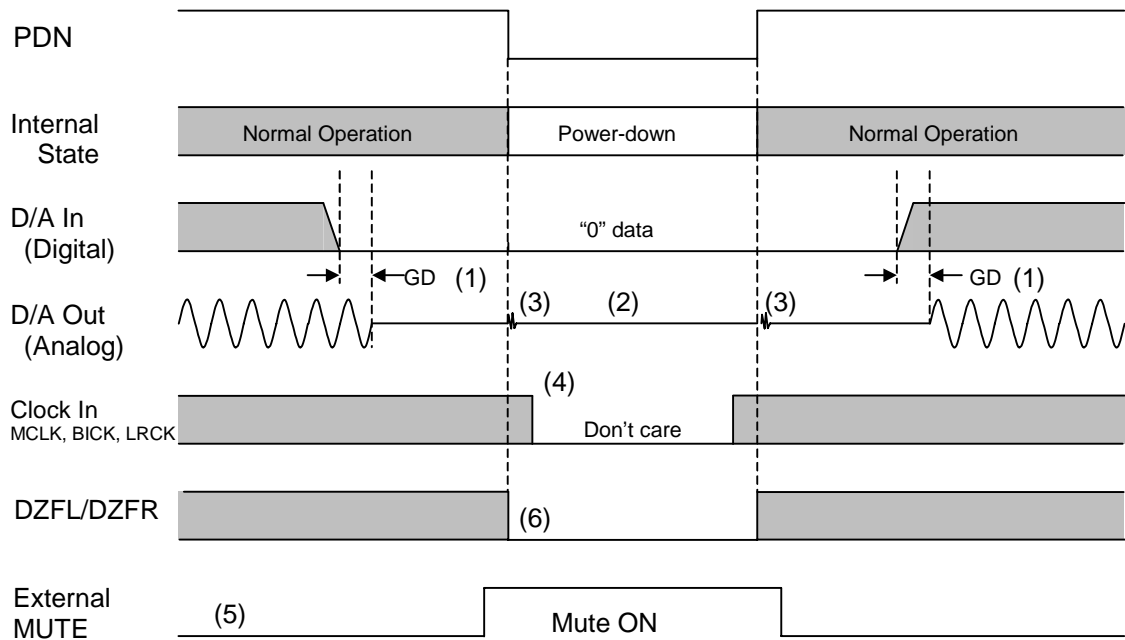 PDN
Internal
State
Normal Operation
Power-down
Normal Operation
D/A In
(Digital)
“0” data
GD (1)
GD (1)
D/A Out
(Analog)
(3)
(2)
(3)
(4)
Clock In
MCLK, BICK, LRCK
Don’t care
DZFL/DZFR
(6)
External
MUTE
(5)
Mute ON